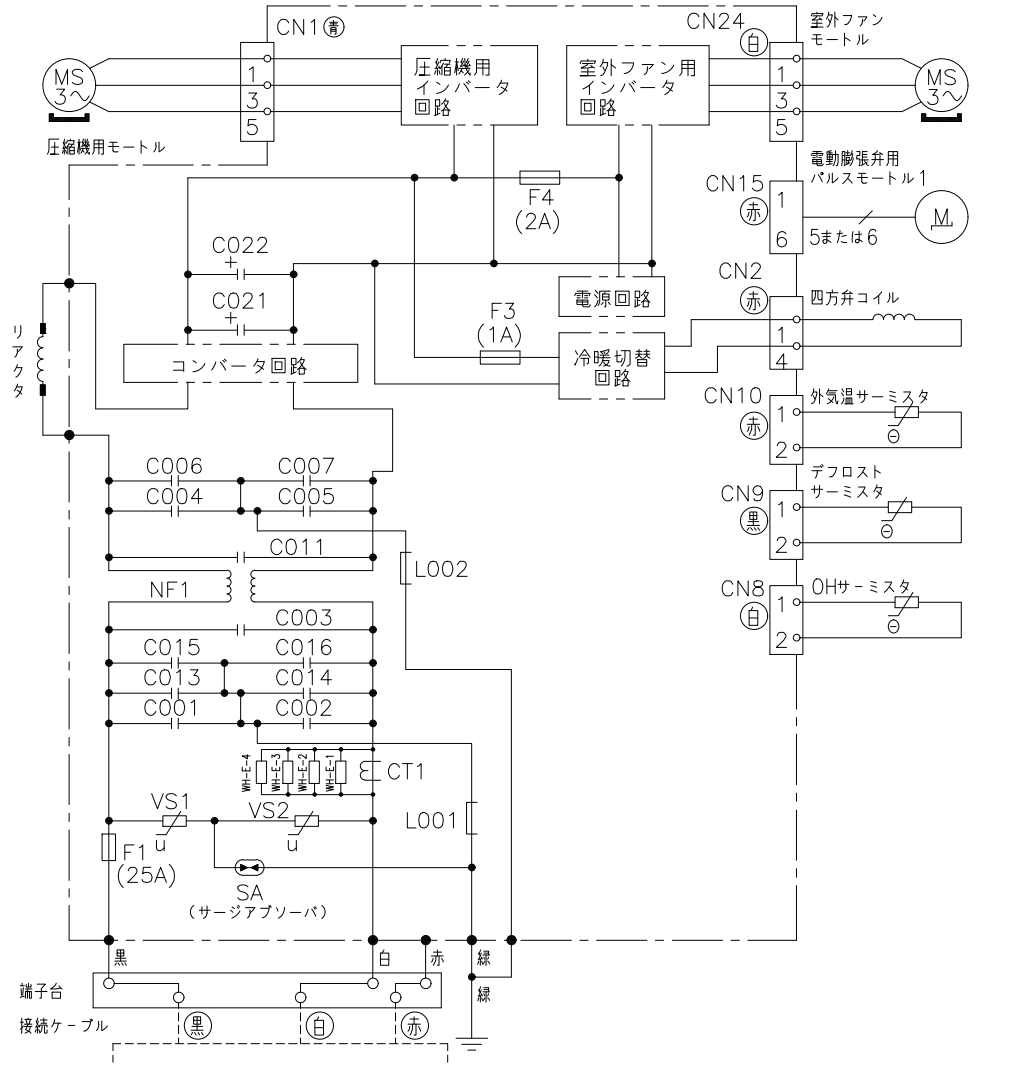 CN1 青
CN24
白
室外ファン
モートル
MS
3～
1
3
5
圧縮機用
インバータ
回路
室外ファン用
インバータ
回路
1
3
5
MS
3～
圧縮機用モートル
F4
(2A)
CN15
赤
1
6
電動膨張弁用
パルスモートル1
M
5または6
C022
+
C021
+
電源回路
CN2
赤
1
4
四方弁コイル
リアクタ
F3
(1A)
冷暖切替
回路
コンバータ回路
CN10
赤
1
2
外気温サーミスタ
Θ
C006
C007
C004
C005
CN9
黒
1
2
デフロスト
サーミスタ
Θ
C011
L002
NF1
CN8
白
1
2
OHサーミスタ
Θ
C003
C015
C016
C013
C014
C001
C002
WH-E-4
WH-E-3
WH-E-2
WH-E-1
CT1
VS1
u
VS2
u
L001
F1
(25A)
SA
(サージアブソーバ)
黒
白
赤
緑
緑
端子台
接続ケーブル
黒
白
赤